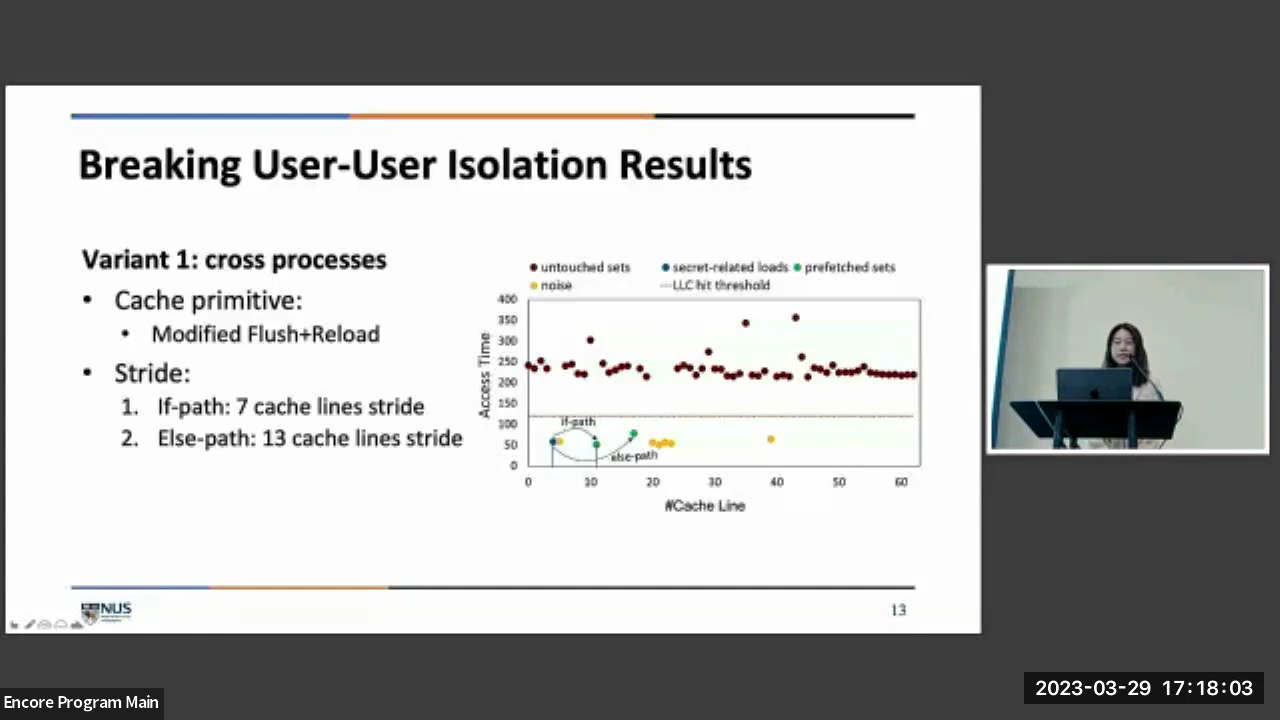 Breaking User-User Isolation Results
Variant 1: cross processes
• Cache primitive:
• Modified Flush+Reload
• Stride:
1. If-path: 7 cache lines stride
2. Else-path: 13 cache lines stride
untouched sets
secret-related loads
prefetched sets
noise
LLC hit threshold
Access Time
400
350
300
250
200
150
100
50
0
if-path
else-path
0 10 20 30 40 50 60
#Cache Line
NUS
13
Encore Program Main
2023-03-29 17:18:03